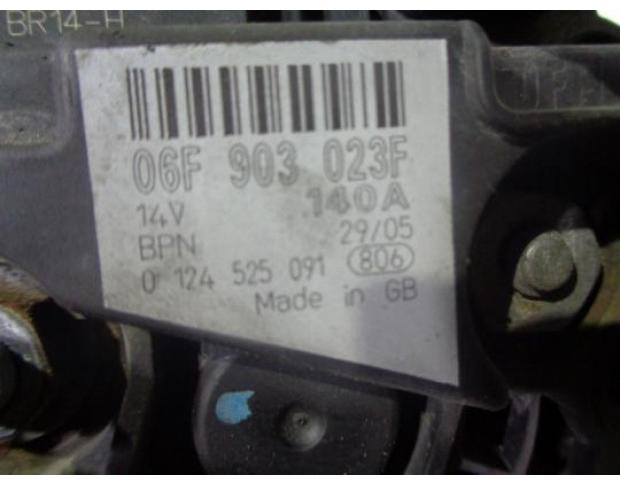 BR14-H
06F 903 023F
14V 140A
BPN 29/05
0 124 525 091 806
Made in GB